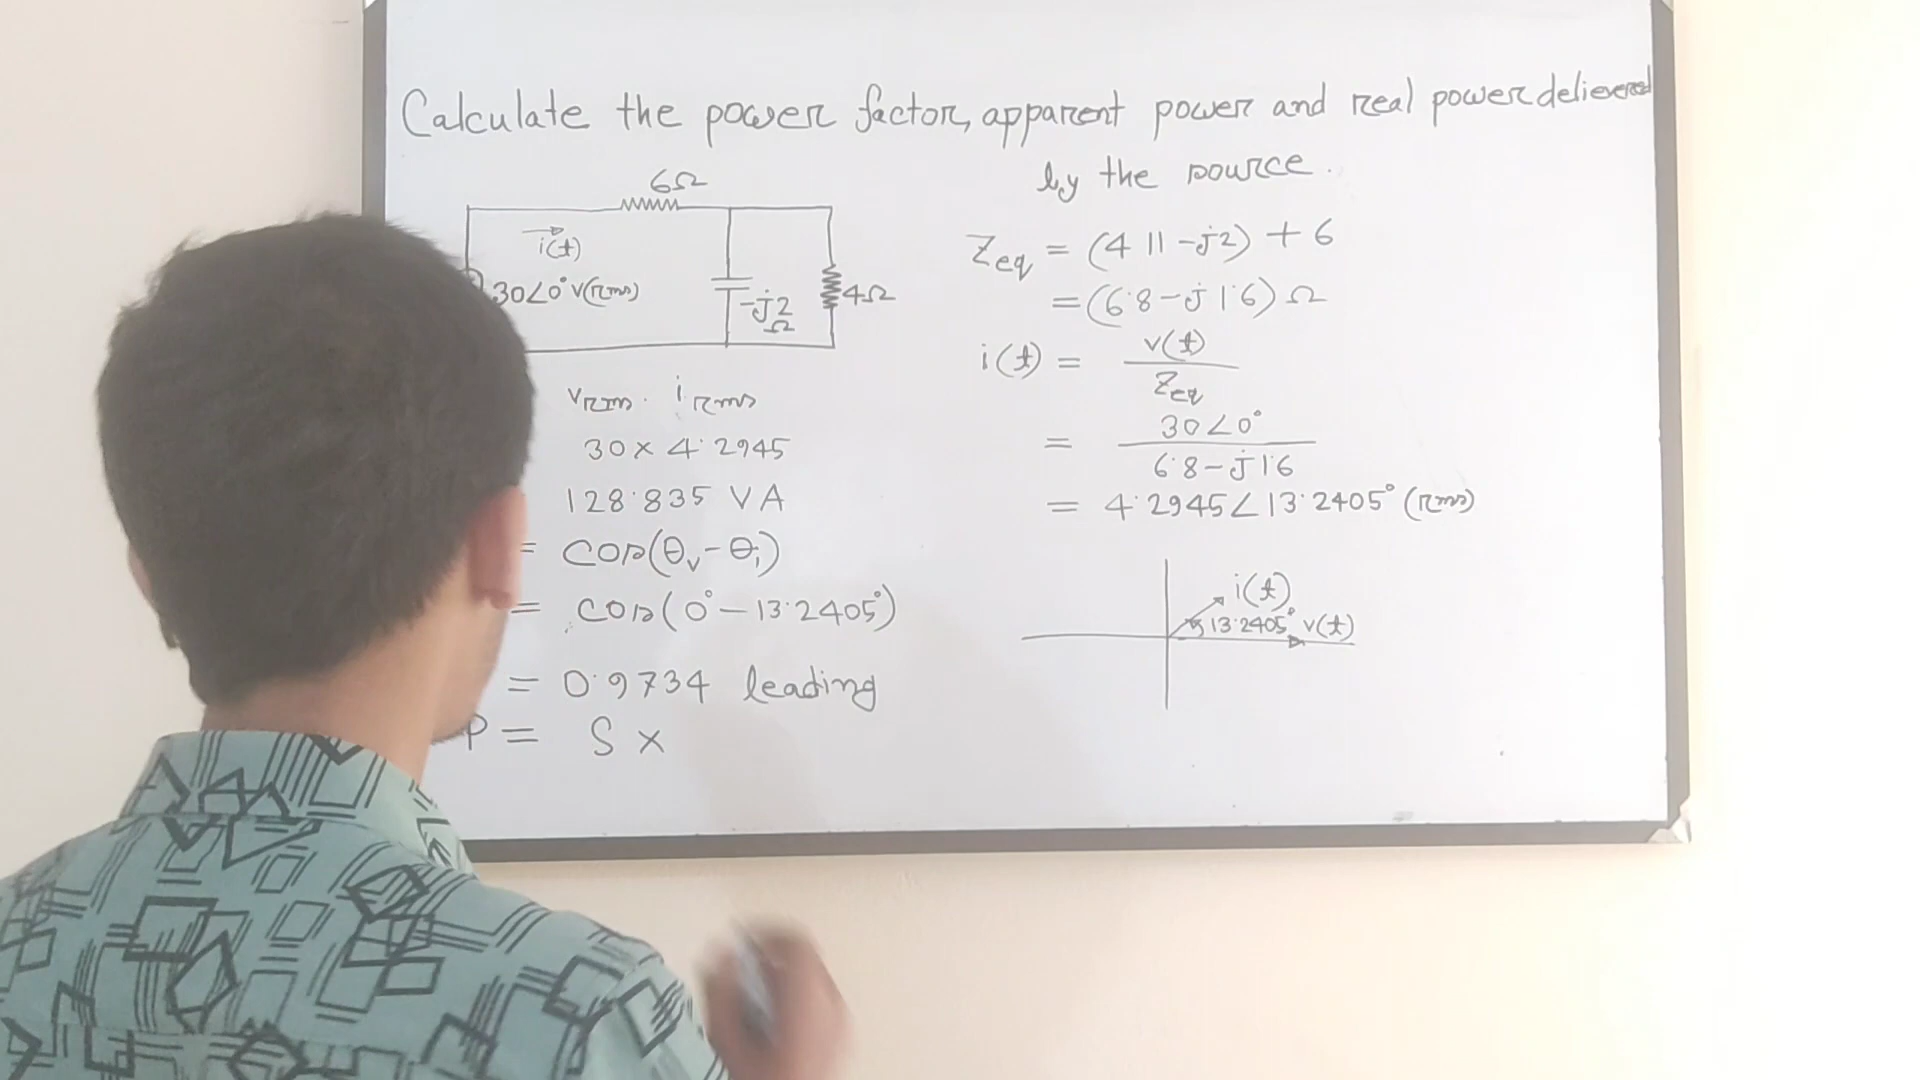 Calculate the power factor, apparent power and real power delievered
by the source.
6Ω
i(t)
30∠0° V(rms)
-j2
Ω
4Ω
Vrms . irms
30 × 4.2945
128.835 VA
= cos(θv - θi)
= cos(0° - 13.2405°)
= 0.9734 leading
P = S ×
Zeq = (4 || -j2) + 6
= (6.8 - j1.6) Ω
i(t) = v(t)
Zeq
= 30∠0°
6.8 - j1.6
= 4.2945∠13.2405° (rms)
i(t)
13.2405° v(t)